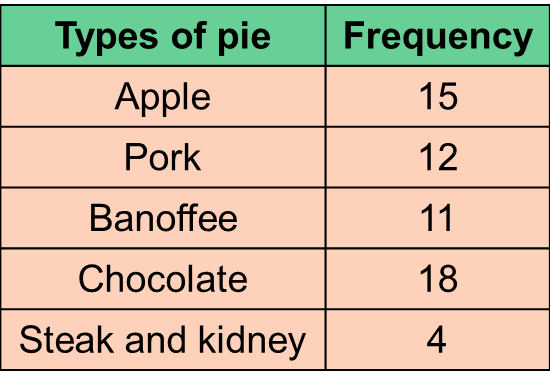 Types of pie Frequency
Apple 15
Pork 12
Banoffee 11
Chocolate 18
Steak and kidney 4